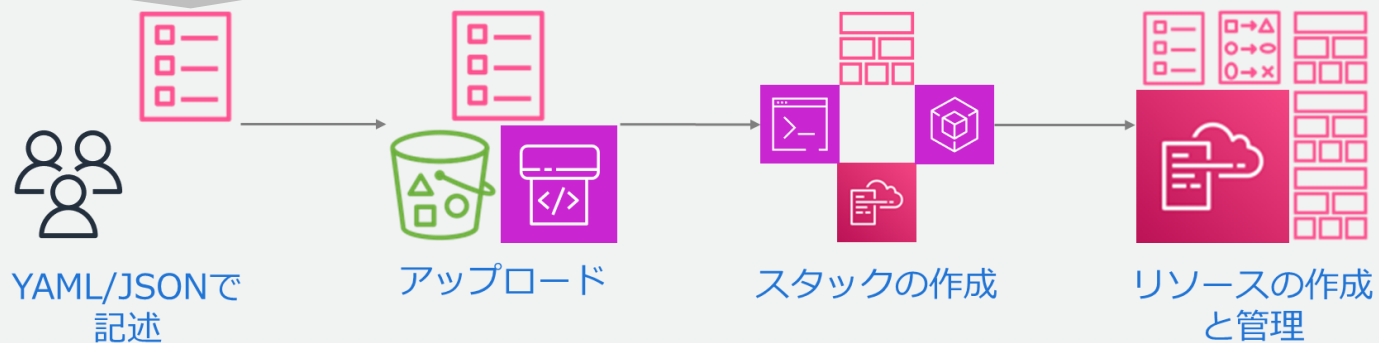 YAML/JSONで
記述
アップロード
スタックの作成
リソースの作成
と管理